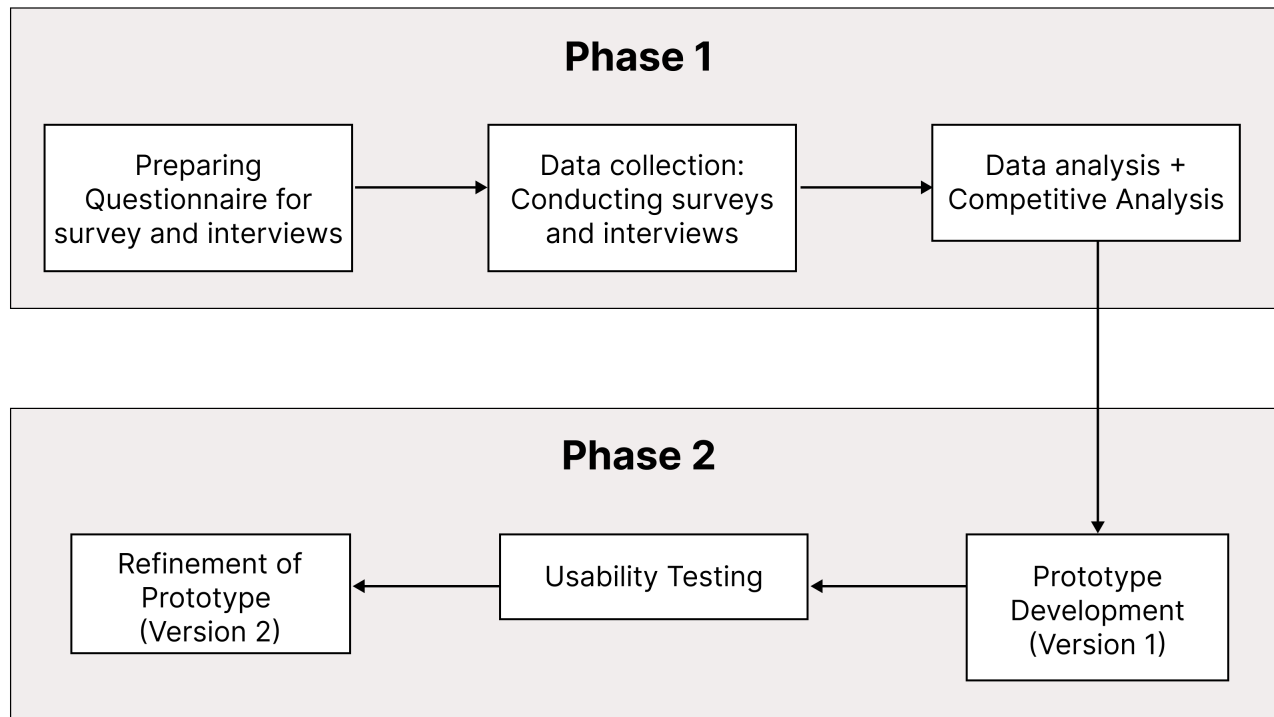 Phase 1
Preparing
Questionnaire for
survey and interviews
Data collection:
Conducting surveys
and interviews
Data analysis +
Competitive Analysis
Phase 2
Refinement of
Prototype
(Version 2)
Usability Testing
Prototype
Development
(Version 1)